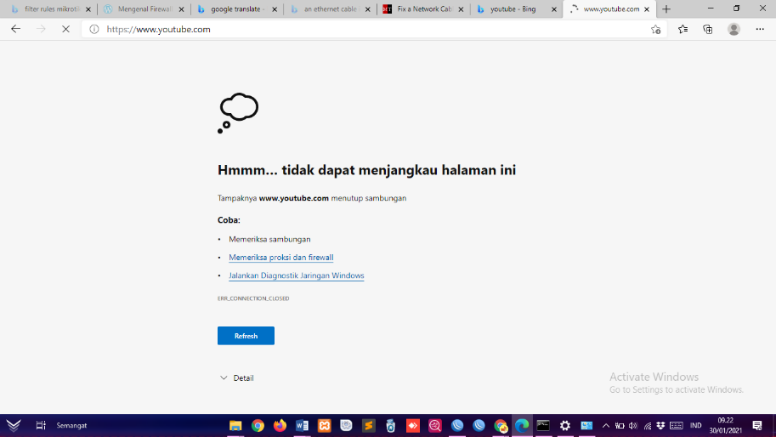 filter rules mikroti
Mengenal Firewal
google translate -
an ethernet cable
Fix a Network Cab
youtube - Bing
www.youtube.com
https://www.youtube.com
Hmmm... tidak dapat menjangkau halaman ini
Tampaknya www.youtube.com menutup sambungan
Coba:
• Memeriksa sambungan
• Memeriksa proksi dan firewall
• Jalankan Diagnostik Jaringan Windows
ERR_CONNECTION_CLOSED
Refresh
Detail
Activate Windows
Go to Settings to activate Windows.
Semangat
IND
09.22
30/01/2021